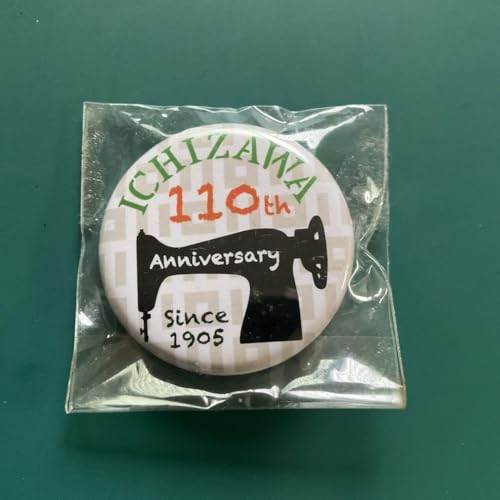 ICHIZAWA
110th
Anniversary
Since
1905